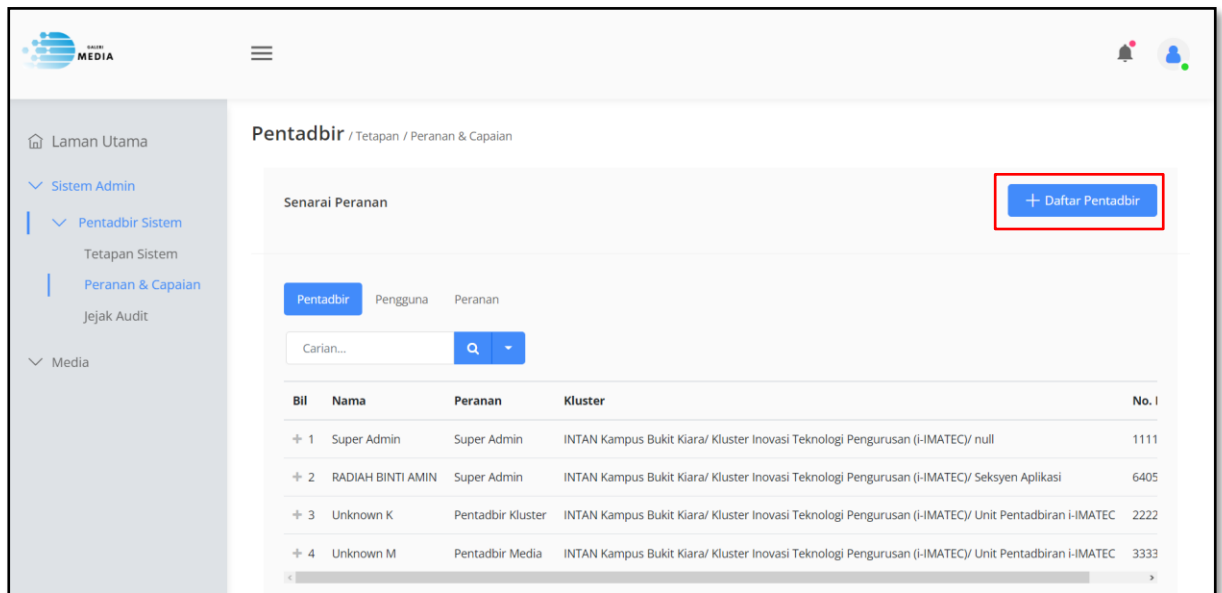 GALERI
MEDIA
Laman Utama
Sistem Admin
Pentadbir Sistem
Tetapan Sistem
Peranan & Capaian
Jejak Audit
Media
Pentadbir / Tetapan / Peranan & Capaian
Senarai Peranan
+ Daftar Pentadbir
Pentadbir Pengguna Peranan
Carian...
Bil Nama Peranan Kluster No.
+ 1 Super Admin Super Admin INTAN Kampus Bukit Kiara/ Kluster Inovasi Teknologi Pengurusan (i-IMATEC)/ null 1111
+ 2 RADIAH BINTI AMIN Super Admin INTAN Kampus Bukit Kiara/ Kluster Inovasi Teknologi Pengurusan (i-IMATEC)/ Seksyen Aplikasi 6405
+ 3 Unknown K Pentadbir Kluster INTAN Kampus Bukit Kiara/ Kluster Inovasi Teknologi Pengurusan (i-IMATEC)/ Unit Pentadbiran i-IMATEC 2222
+ 4 Unknown M Pentadbir Media INTAN Kampus Bukit Kiara/ Kluster Inovasi Teknologi Pengurusan (i-IMATEC)/ Unit Pentadbiran i-IMATEC 3333